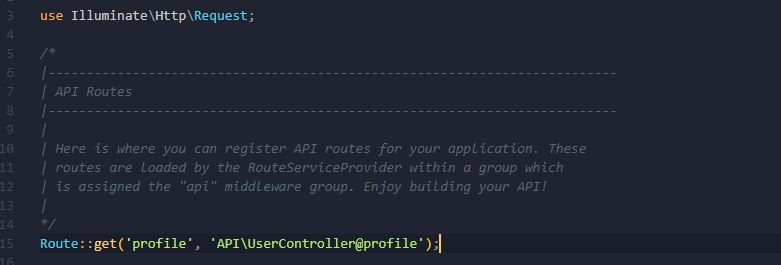 3 use Illuminate\Http\Request;
4
5 /*
6 |--------------------------------------------------------------------------
7 | API Routes
8 |--------------------------------------------------------------------------
9 |
10 | Here is where you can register API routes for your application. These
11 | routes are loaded by the RouteServiceProvider within a group which
12 | is assigned the "api" middleware group. Enjoy building your API!
13 |
14 */
15 Route::get('profile', 'API\UserController@profile');
16